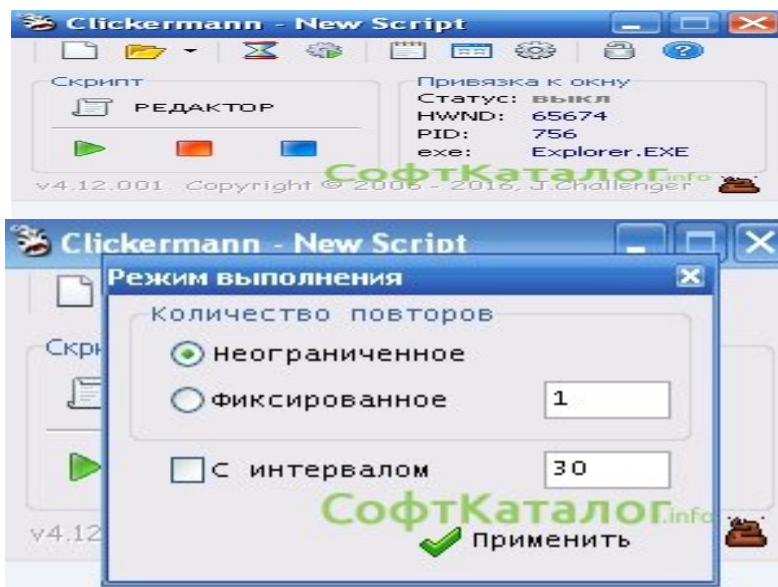 Clickermann - New Script
Скрипт
РЕДАКТОР
Привязка к окну
Статус: выкл
HWND: 65674
PID: 756
exe: Explorer.EXE
v4.12.001 Copyright © 2006 - 2016, J.Challenger
СофтКаталог.info
Clickermann - New Script
Режим выполнения
Количество повторов
Скри
Неограниченное
Фиксированное 1
С интервалом 30
СофтКаталог.info
v4.12
Применить